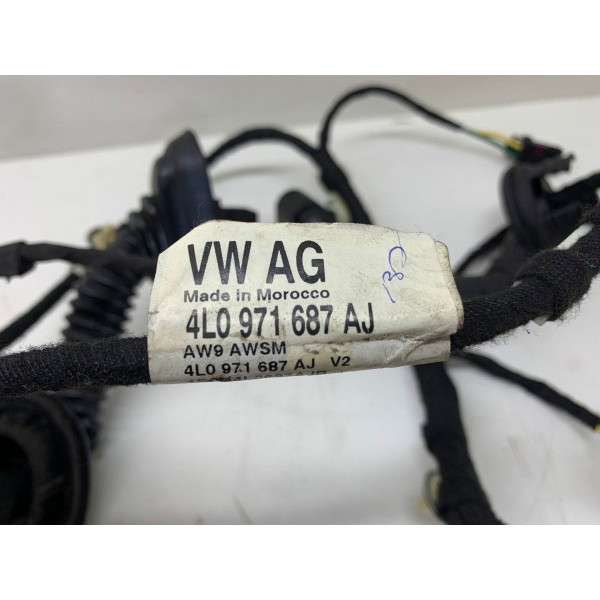 VW AG
Made in Morocco
4L0 971 687 AJ
AW9 AWSM
4L0 971 687 AJ V2